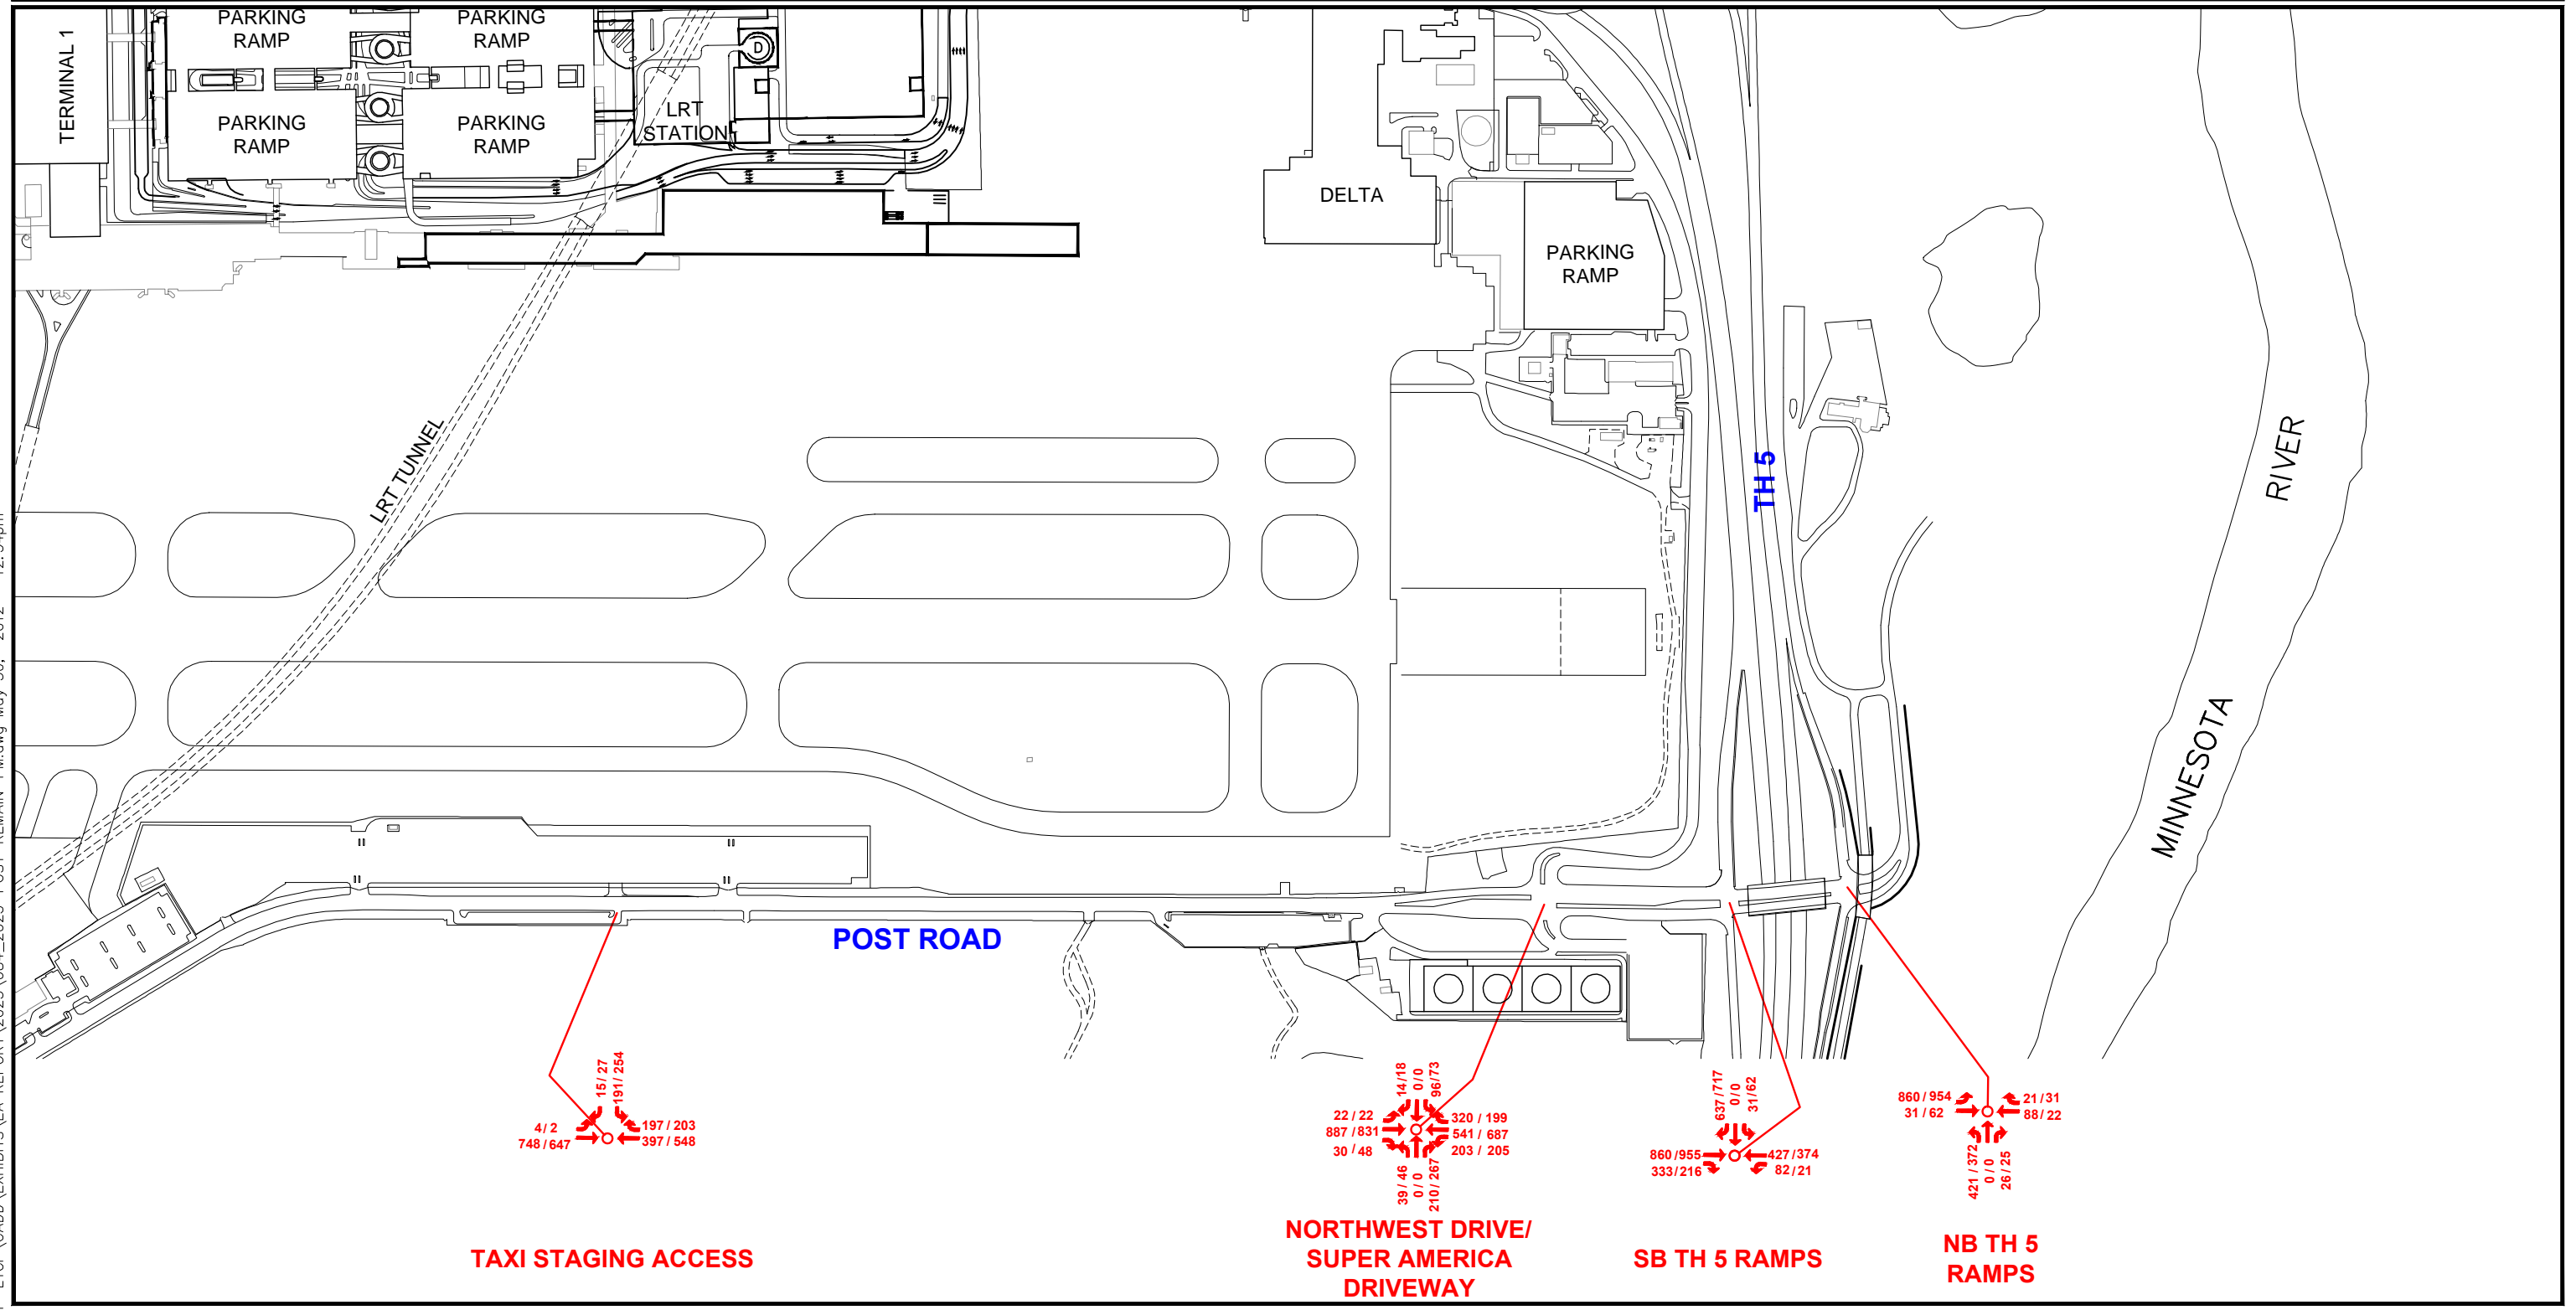 TERMINAL 1
PARKING
RAMP
PARKING
RAMP
D
PARKING
RAMP
PARKING
RAMP
LRT
STATION
DELTA
PARKING
RAMP
LRT TUNNEL
TH 5
RIVER
MINNESOTA
POST ROAD
15/27
191/254
4/2
748/647
197/203
397/548
TAXI STAGING ACCESS
14/18
0/0
96/73
22/22
887/831
30/48
320/199
541/687
203/205
39/46
0/0
210/267
NORTHWEST DRIVE/
SUPER AMERICA
DRIVEWAY
637/717
0/0
31/62
860/955
333/216
427/374
82/21
SB TH 5 RAMPS
860/954
31/62
21/31
88/22
421/372
0/0
26/25
NB TH 5
RAMPS